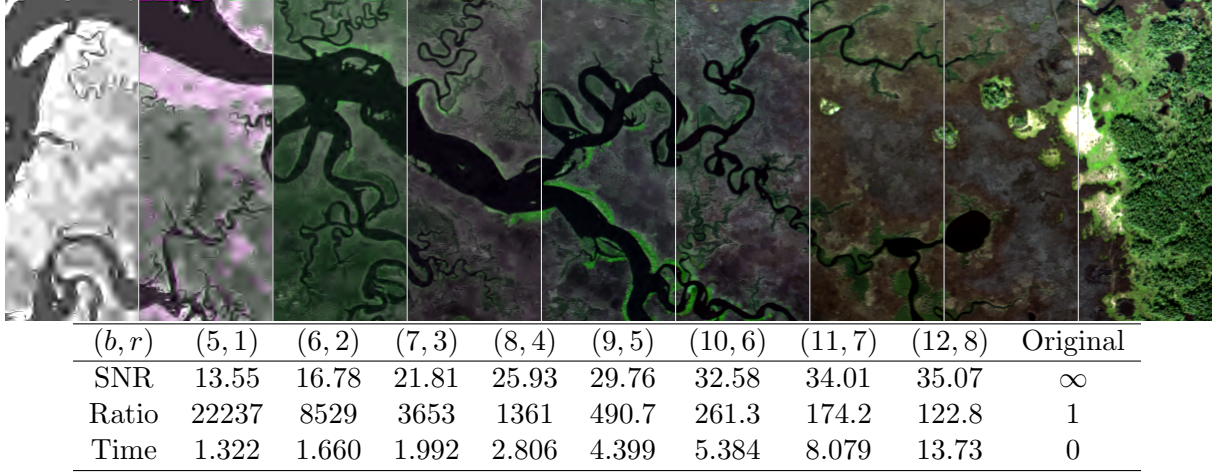 (b, r) (5, 1) (6, 2) (7, 3) (8, 4) (9, 5) (10, 6) (11, 7) (12, 8) Original
SNR 13.55 16.78 21.81 25.93 29.76 32.58 34.01 35.07 ∞
Ratio 22237 8529 3653 1361 490.7 261.3 174.2 122.8 1
Time 1.322 1.660 1.992 2.806 4.399 5.384 8.079 13.73 0